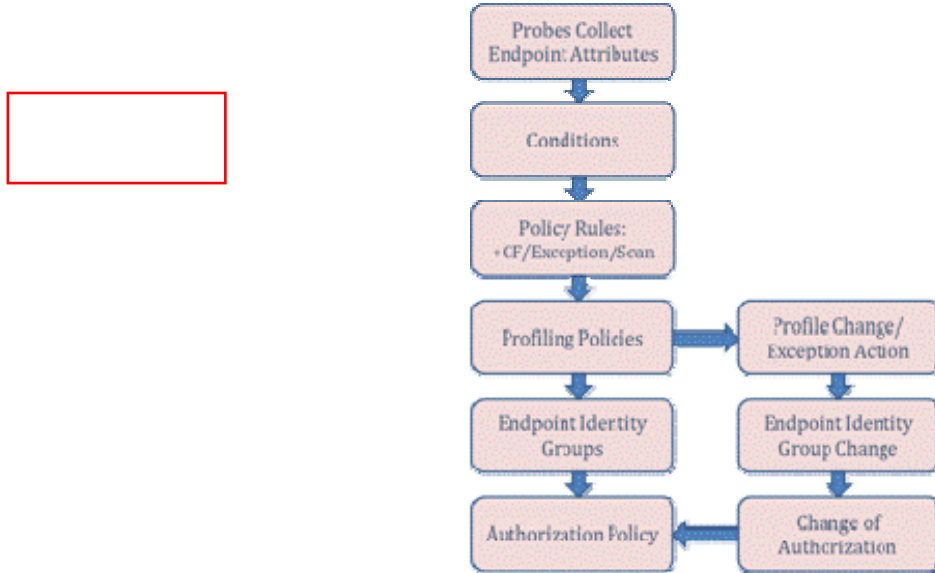 Probes Collect
Endpoint Attributes
Conditions
Policy Rules:
+CF/Exception/Scan
Profiling Policies
Profile Change/
Exception Action
Endpoint Identity
Groups
Endpoint Identity
Group Change
Authorization Policy
Change of
Authorization